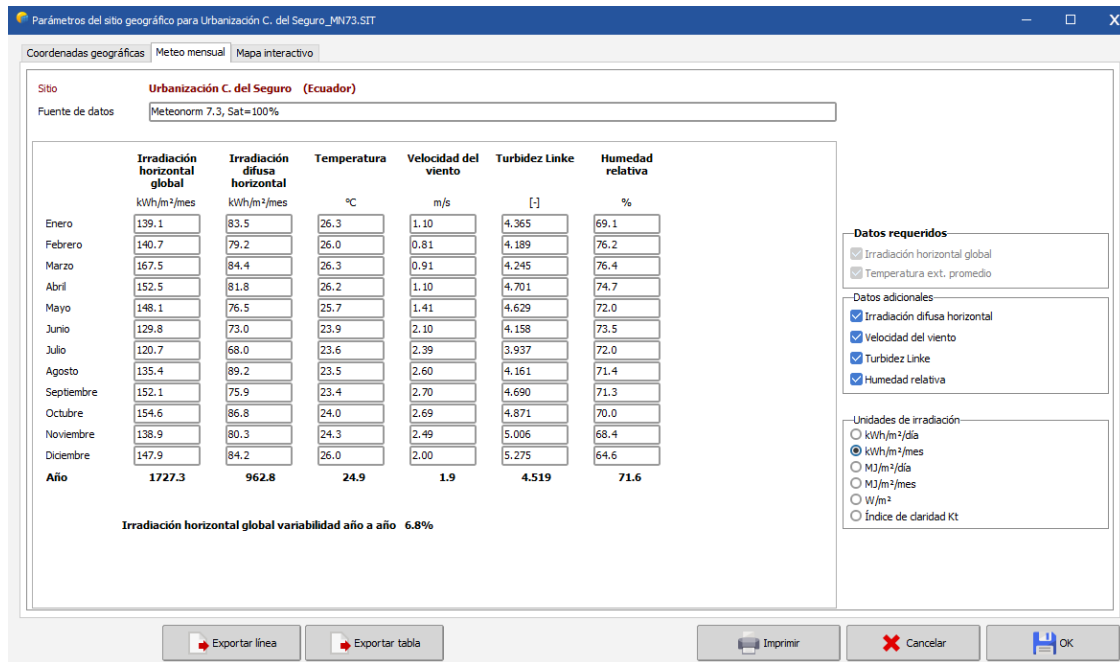 Parámetros del sitio geográfico para Urbanización C. del Seguro_MN73.SIT
Coordenadas geográficas Meteo mensual Mapa interactivo
Sitio Urbanización C. del Seguro (Ecuador)
Fuente de datos Meteonorm 7.3, Sat=100%
Irradiación horizontal global Irradiación difusa horizontal Temperatura Velocidad del viento Turbidez Linke Humedad relativa
kWh/m²/mes kWh/m²/mes °C m/s [-] %
Enero 139.1 83.5 26.3 1.10 4.365 69.1
Febrero 140.7 79.2 26.0 0.81 4.189 76.2
Marzo 167.5 84.4 26.3 0.91 4.245 76.4
Abril 152.5 81.8 26.2 1.10 4.701 74.7
Mayo 148.1 76.5 25.7 1.41 4.629 72.0
Junio 129.8 73.0 23.9 2.10 4.158 73.5
Julio 120.7 68.0 23.6 2.39 3.937 72.0
Agosto 135.4 89.2 23.5 2.60 4.161 71.4
Septiembre 152.1 75.9 23.4 2.70 4.690 71.3
Octubre 154.6 86.8 24.0 2.69 4.871 70.0
Noviembre 138.9 80.3 24.3 2.49 5.006 68.4
Diciembre 147.9 84.2 26.0 2.00 5.275 64.6
Año 1727.3 962.8 24.9 1.9 4.519 71.6
Irradiación horizontal global variabilidad año a año 6.8%
Datos requeridos
Irradiación horizontal global
Temperatura ext. promedio
Datos adicionales
Irradiación difusa horizontal
Velocidad del viento
Turbidez Linke
Humedad relativa
Unidades de irradiación
kWh/m²/día
kWh/m²/mes
MJ/m²/día
MJ/m²/mes
W/m²
Índice de claridad Kt
Exportar línea Exportar tabla Imprimir Cancelar OK